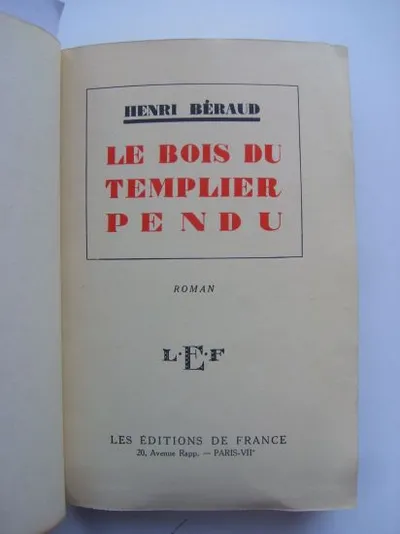 HENRI BÉRAUD
LE BOIS DU
TEMPLIER
PENDU
ROMAN
L·E·F
LES ÉDITIONS DE FRANCE
20, Avenue Rapp. — PARIS-VIIᵉ